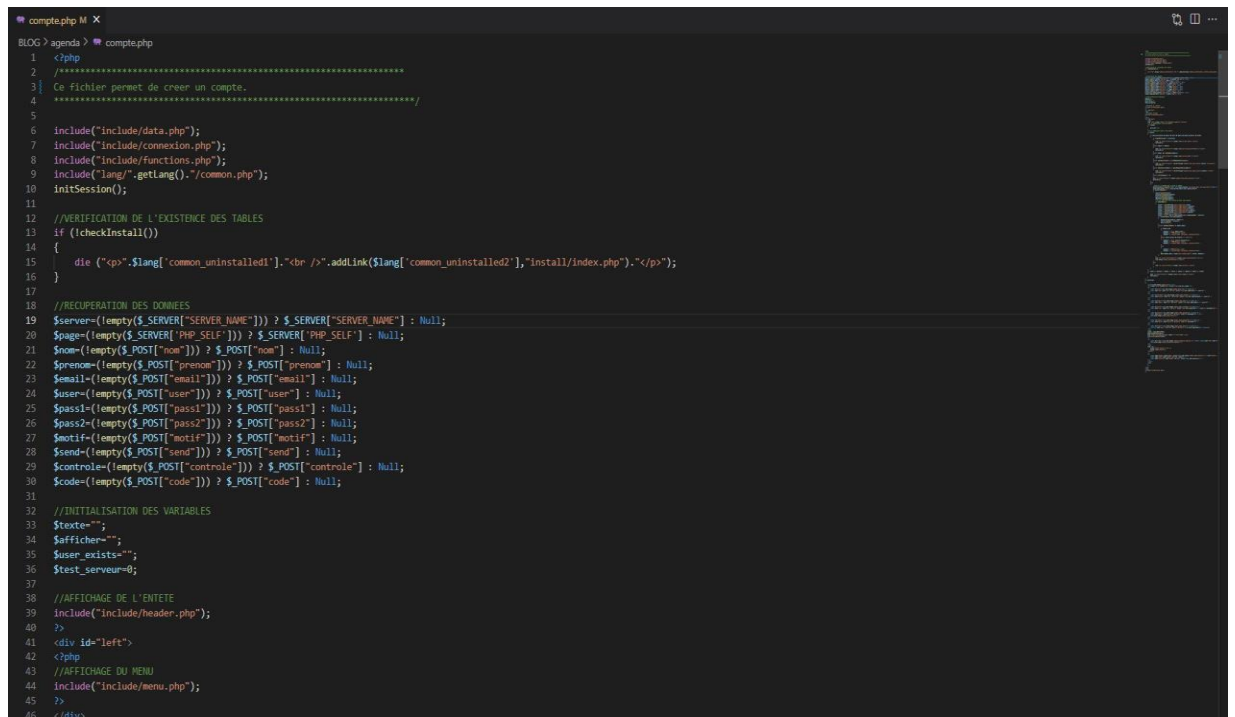 compte.php M X
BLOG > agenda > compte.php
1 <?php
2 /******************************************************************
3 Ce fichier permet de creer un compte.
4 *********************************************************************/
5
6 include("include/data.php");
7 include("include/connexion.php");
8 include("include/functions.php");
9 include("lang/".getLang()."/common.php");
10 initSession();
11
12 //VERIFICATION DE L'EXISTENCE DES TABLES
13 if (!checkInstall())
14 {
15 die ("<p>".$lang['common_uninstalled1']."<br />".addLink($lang['common_uninstalled2'],"install/index.php")."</p>");
16 }
17
18 //RECUPERATION DES DONNEES
19 $server=(!empty($_SERVER["SERVER_NAME"])) ? $_SERVER["SERVER_NAME"] : Null;
20 $page=(!empty($_SERVER['PHP_SELF'])) ? $_SERVER['PHP_SELF'] : Null;
21 $nom=(!empty($_POST["nom"])) ? $_POST["nom"] : Null;
22 $prenom=(!empty($_POST["prenom"])) ? $_POST["prenom"] : Null;
23 $email=(!empty($_POST["email"])) ? $_POST["email"] : Null;
24 $user=(!empty($_POST["user"])) ? $_POST["user"] : Null;
25 $pass1=(!empty($_POST["pass1"])) ? $_POST["pass1"] : Null;
26 $pass2=(!empty($_POST["pass2"])) ? $_POST["pass2"] : Null;
27 $motif=(!empty($_POST["motif"])) ? $_POST["motif"] : Null;
28 $send=(!empty($_POST["send"])) ? $_POST["send"] : Null;
29 $controle=(!empty($_POST["controle"])) ? $_POST["controle"] : Null;
30 $code=(!empty($_POST["code"])) ? $_POST["code"] : Null;
31
32 //INITIALISATION DES VARIABLES
33 $texte="";
34 $afficher="";
35 $user_exists="";
36 $test_serveur=0;
37
38 //AFFICHAGE DE L'ENTETE
39 include("include/header.php");
40 ?>
41 <div id="left">
42 <?php
43 //AFFICHAGE DU MENU
44 include("include/menu.php");
45 ?>
46 </div>